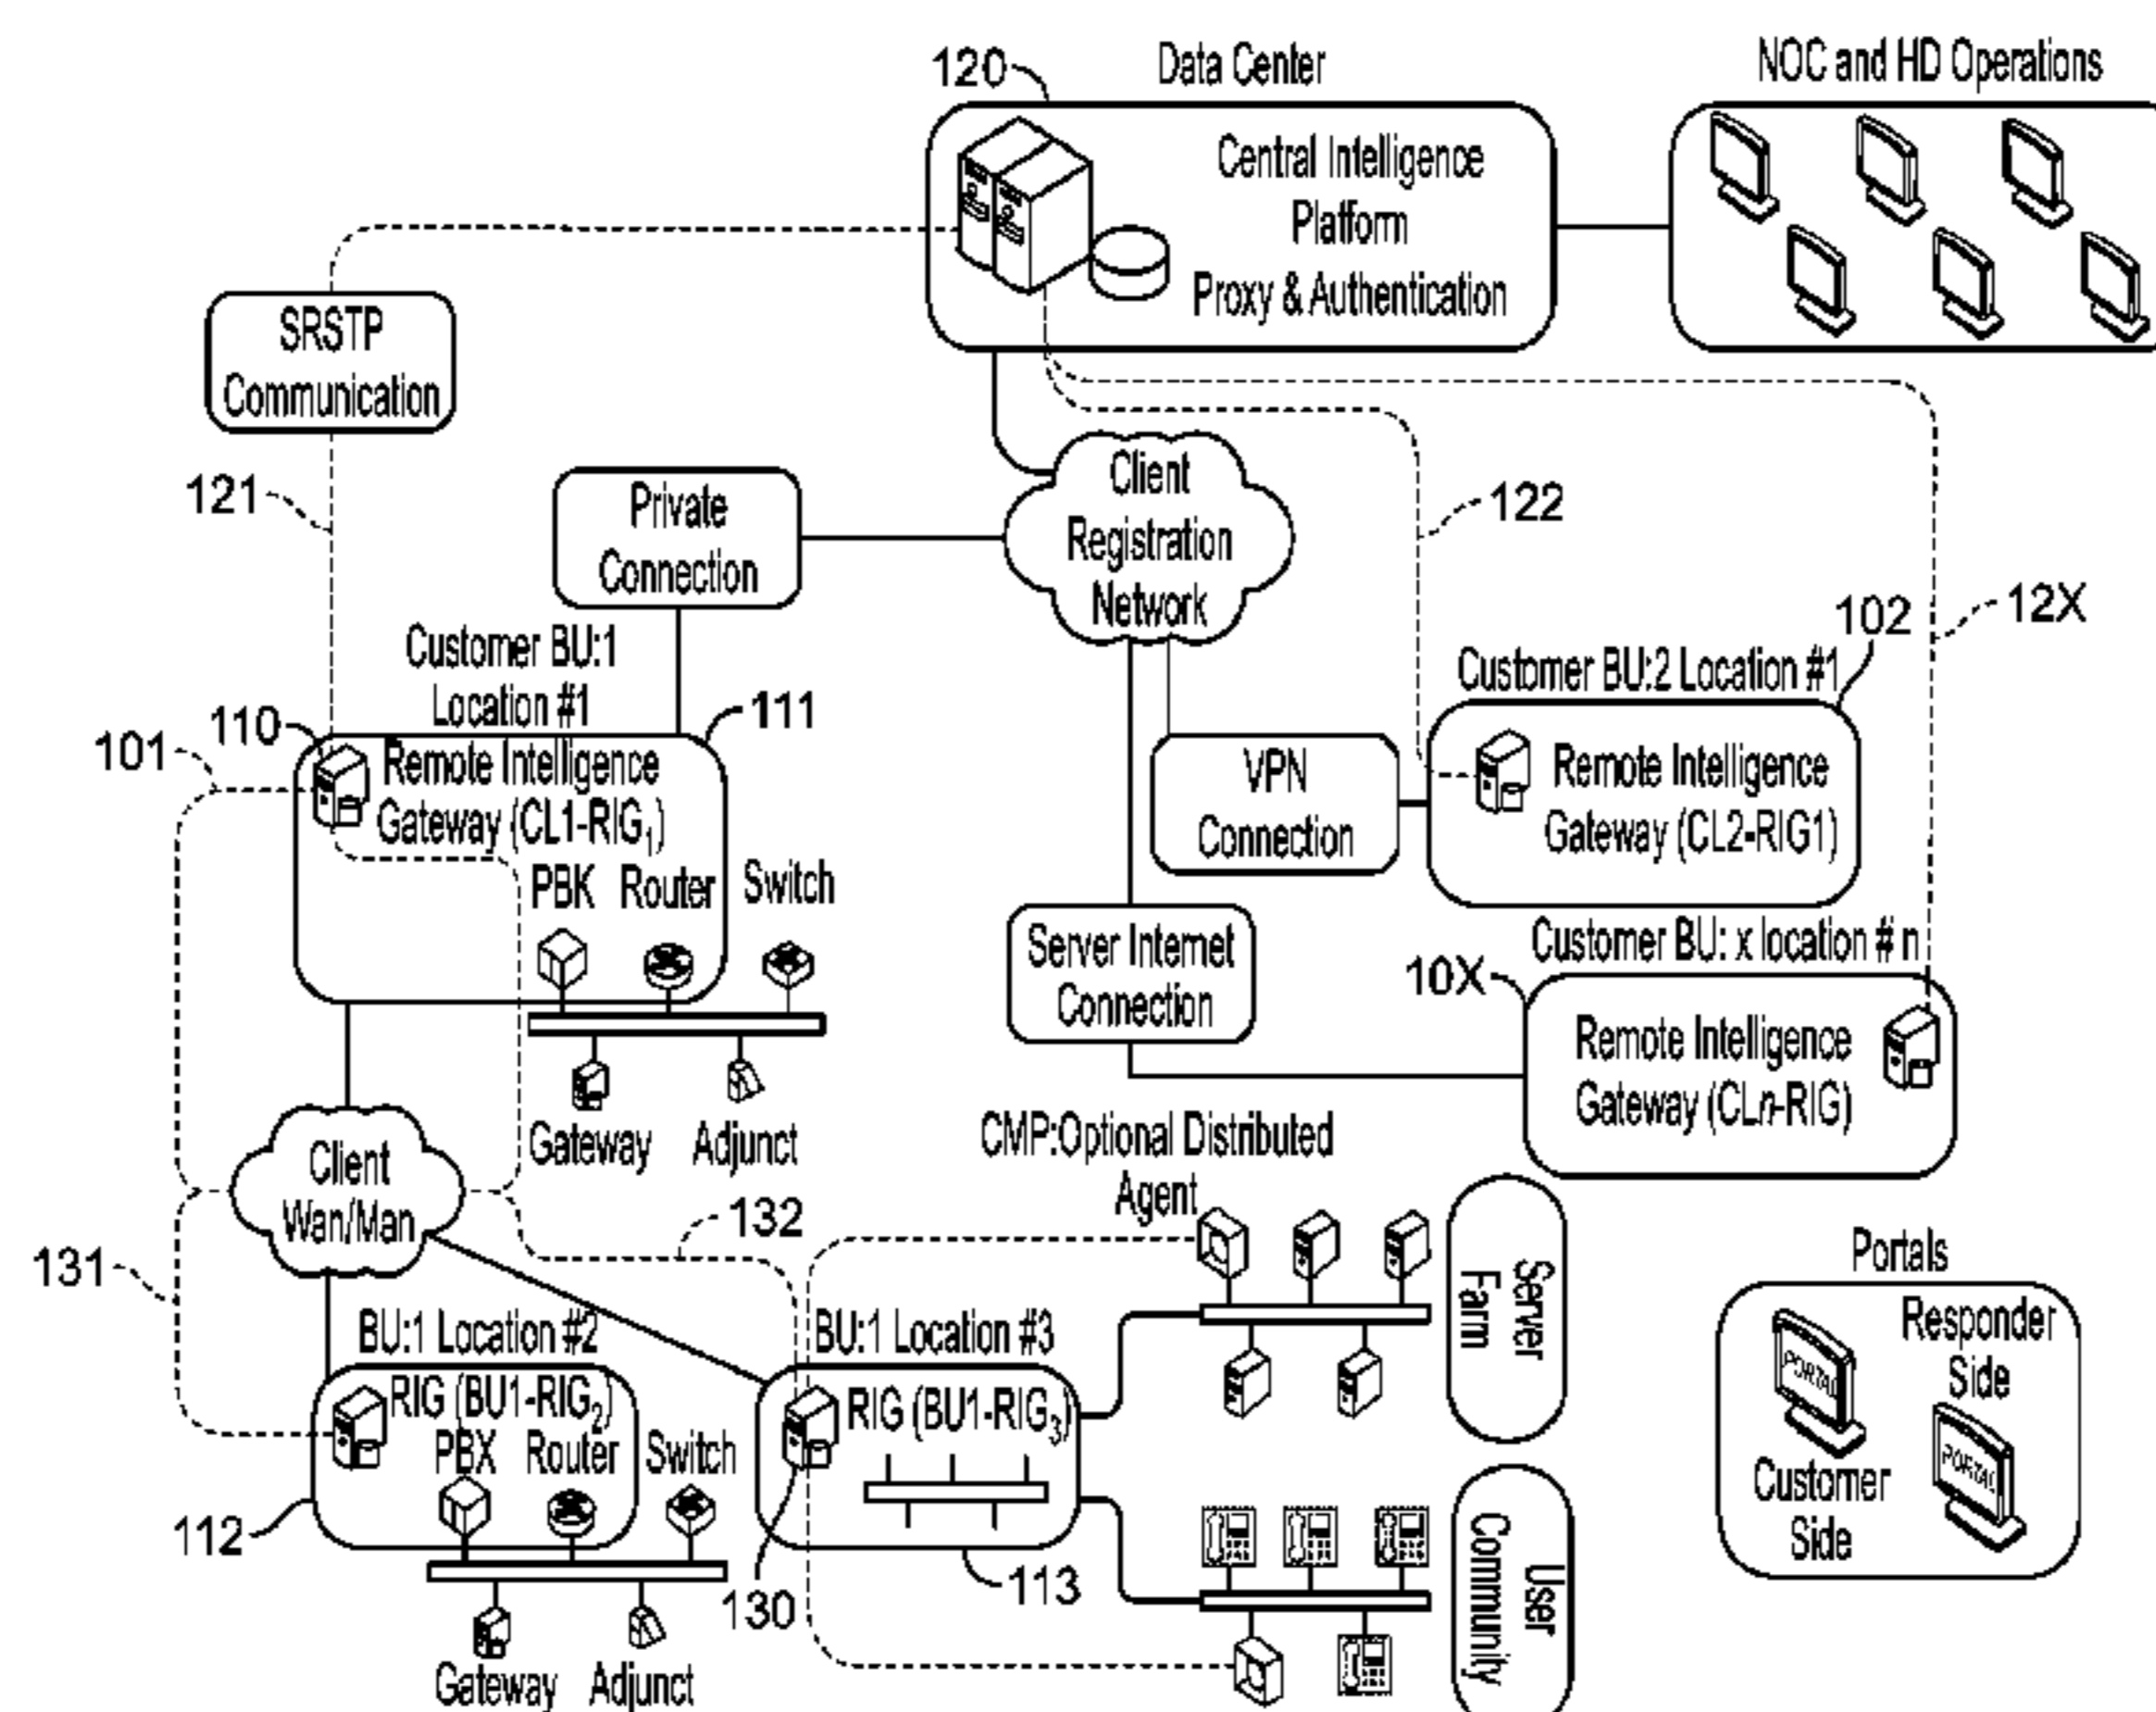 120
Data Center
NOC and HD Operations
Central Intelligence
Platform
Proxy & Authentication
SRSTP
Communication
121
Private
Connection
Client
Registration
Network
122
12X
102
Customer BU:1
Location #1
Customer BU:2 Location #1
110
111
101
Remote Intelligence
Gateway (CL1-RIG₁)
PBK
Router
Switch
VPN
Connection
Remote Intelligence
Gateway (CL2-RIG1)
Server Internet
Connection
Customer BU: x location # n
10X
Remote Intelligence
Gateway (CLn-RIG)
Gateway
Adjunct
CMP:Optional Distributed
Agent
Client
Wan/Man
132
131
Server
Farm
Portals
BU:1 Location #2
BU:1 Location #3
Responder
Side
PORTAL
RIG (BU1-RIG₂)
PBX
Router
Switch
RIG (BU1-RIG₃)
PORTAL
Customer
Side
112
130
113
User
Community
Gateway
Adjunct